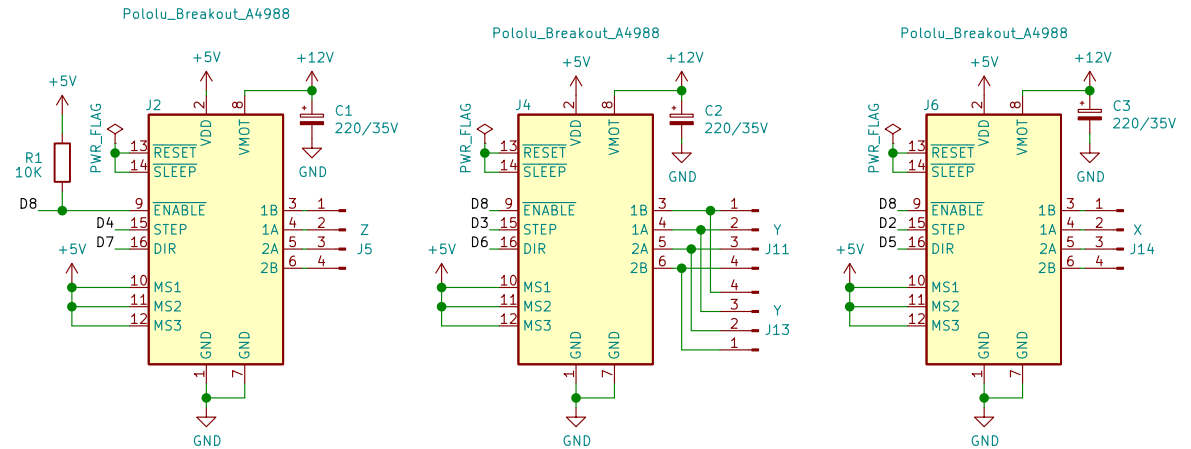 Pololu_Breakout_A4988
+5V
+5V
+12V
PWR_FLAG
J2
2
8
VDD
VMOT
C1
220/35V
GND
R1
10K
13
RESET
14
SLEEP
D8
9
ENABLE
D4
15
STEP
D7
16
DIR
1B
3
1
1A
4
2
Z
2A
5
3
J5
2B
6
4
+5V
10
MS1
11
MS2
12
MS3
GND
GND
1
7
GND
Pololu_Breakout_A4988
+5V
+12V
PWR_FLAG
J4
2
8
VDD
VMOT
C2
220/35V
GND
13
RESET
14
SLEEP
D8
9
ENABLE
D3
15
STEP
D6
16
DIR
1B
3
1
1A
4
2
Y
2A
5
3
J11
2B
6
4
4
3
Y
2
J13
1
+5V
10
MS1
11
MS2
12
MS3
GND
GND
1
7
GND
Pololu_Breakout_A4988
+5V
+12V
PWR_FLAG
J6
2
8
VDD
VMOT
C3
220/35V
GND
13
RESET
14
SLEEP
D8
9
ENABLE
D2
15
STEP
D5
16
DIR
1B
3
1
1A
4
2
X
2A
5
3
J14
2B
6
4
+5V
10
MS1
11
MS2
12
MS3
GND
GND
1
7
GND